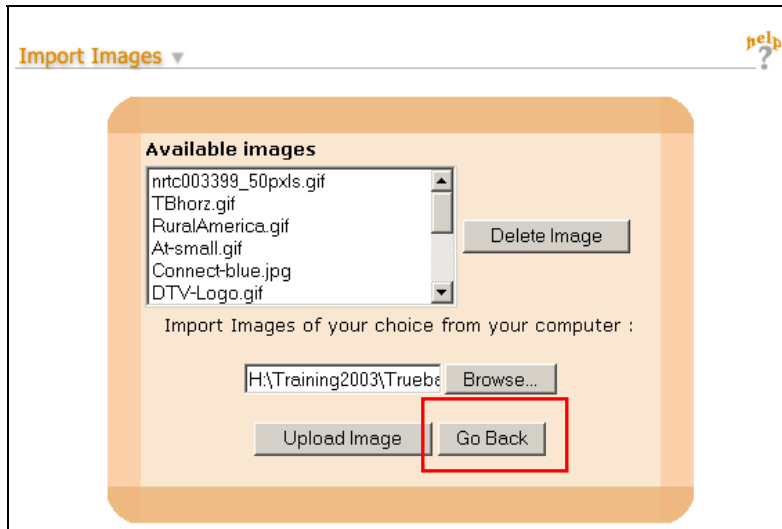 Import Images
help
?
Available images
nrtc003399_50pxls.gif
TBhorz.gif
RuralAmerica.gif
At-small.gif
Connect-blue.jpg
DTV-Logo.gif
Delete Image
Import Images of your choice from your computer :
H:\Training2003\Trueba
Browse...
Upload Image
Go Back